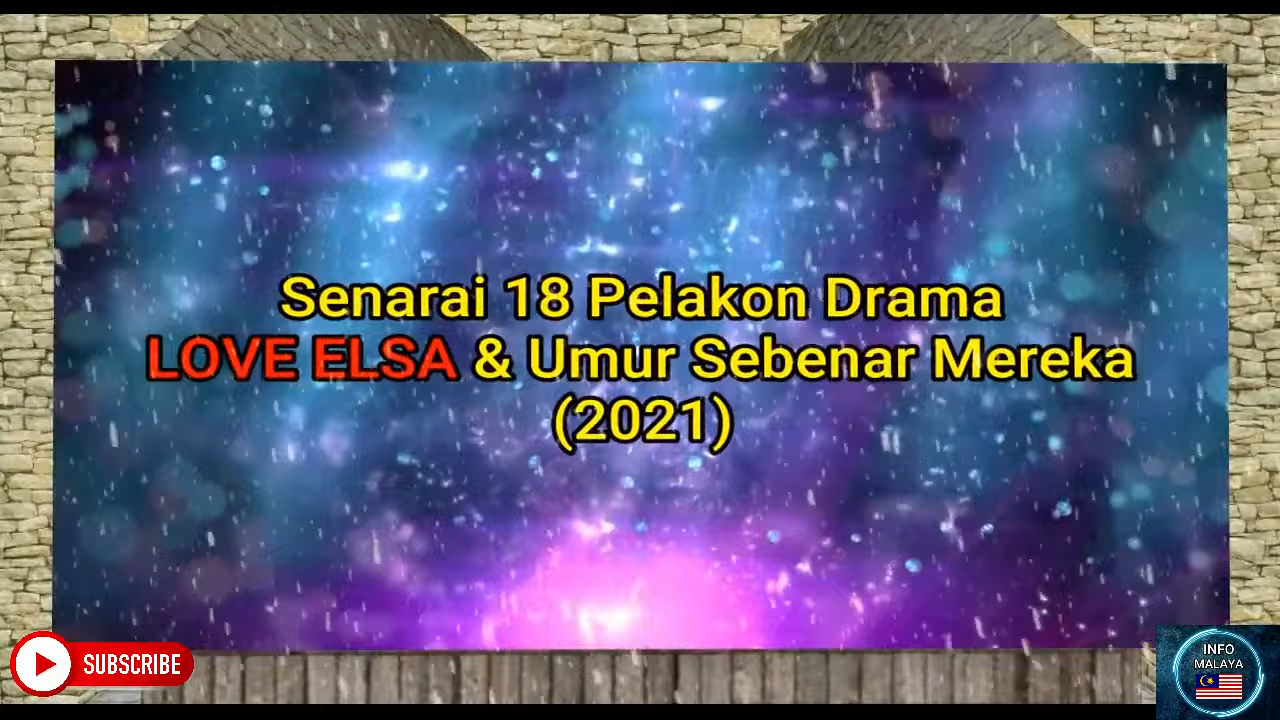 Senarai 18 Pelakon Drama
LOVE ELSA & Umur Sebenar Mereka
(2021)
SUBSCRIBE
INFO
MALAYA